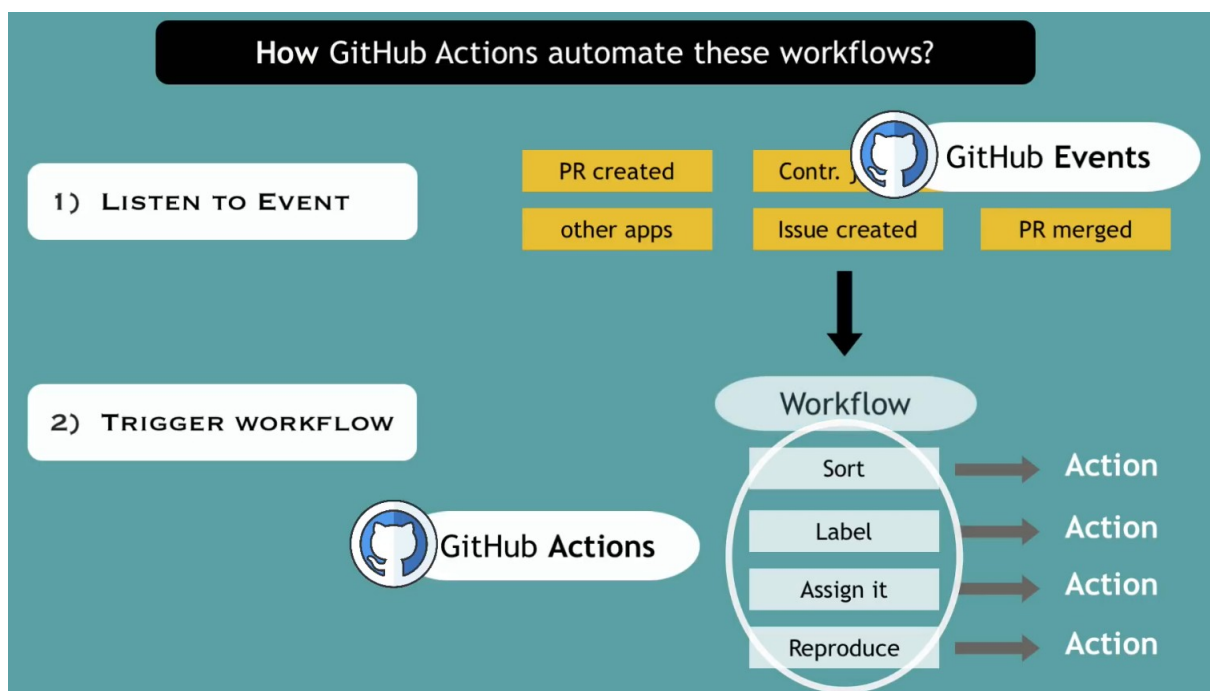 How GitHub Actions automate these workflows?
GitHub Events
PR created
Contr.
1) LISTEN TO EVENT
other apps
Issue created
PR merged
2) TRIGGER WORKFLOW
Workflow
Sort
Action
GitHub Actions
Label
Action
Assign it
Action
Reproduce
Action